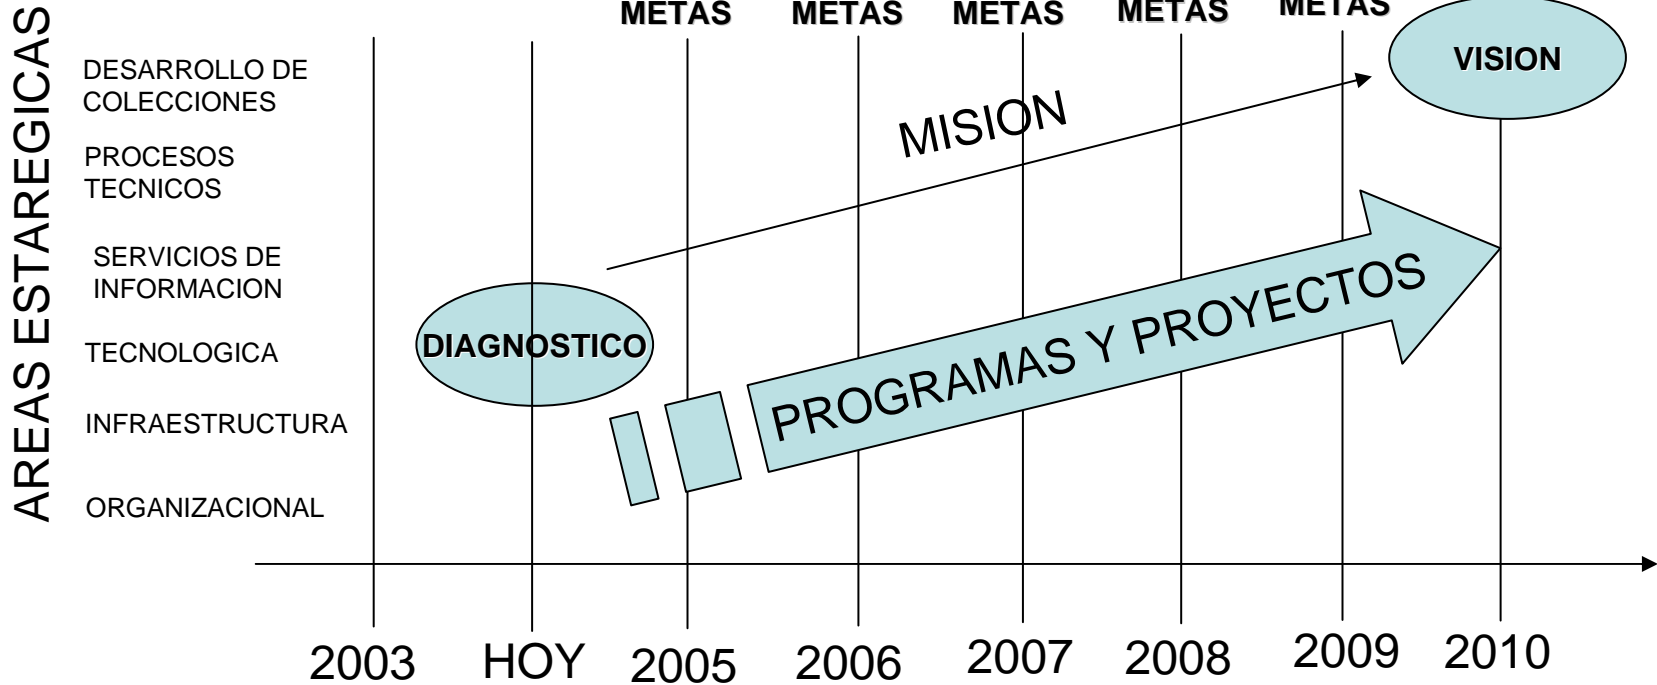 METAS METAS METAS METAS METAS
VISION
AREAS ESTAREGICAS
DESARROLLO DE
COLECCIONES
MISION
PROCESOS
TECNICOS
SERVICIOS DE
INFORMACION
DIAGNOSTICO
TECNOLOGICA
PROGRAMAS Y PROYECTOS
INFRAESTRUCTURA
ORGANIZACIONAL
2003 HOY 2005 2006 2007 2008 2009 2010